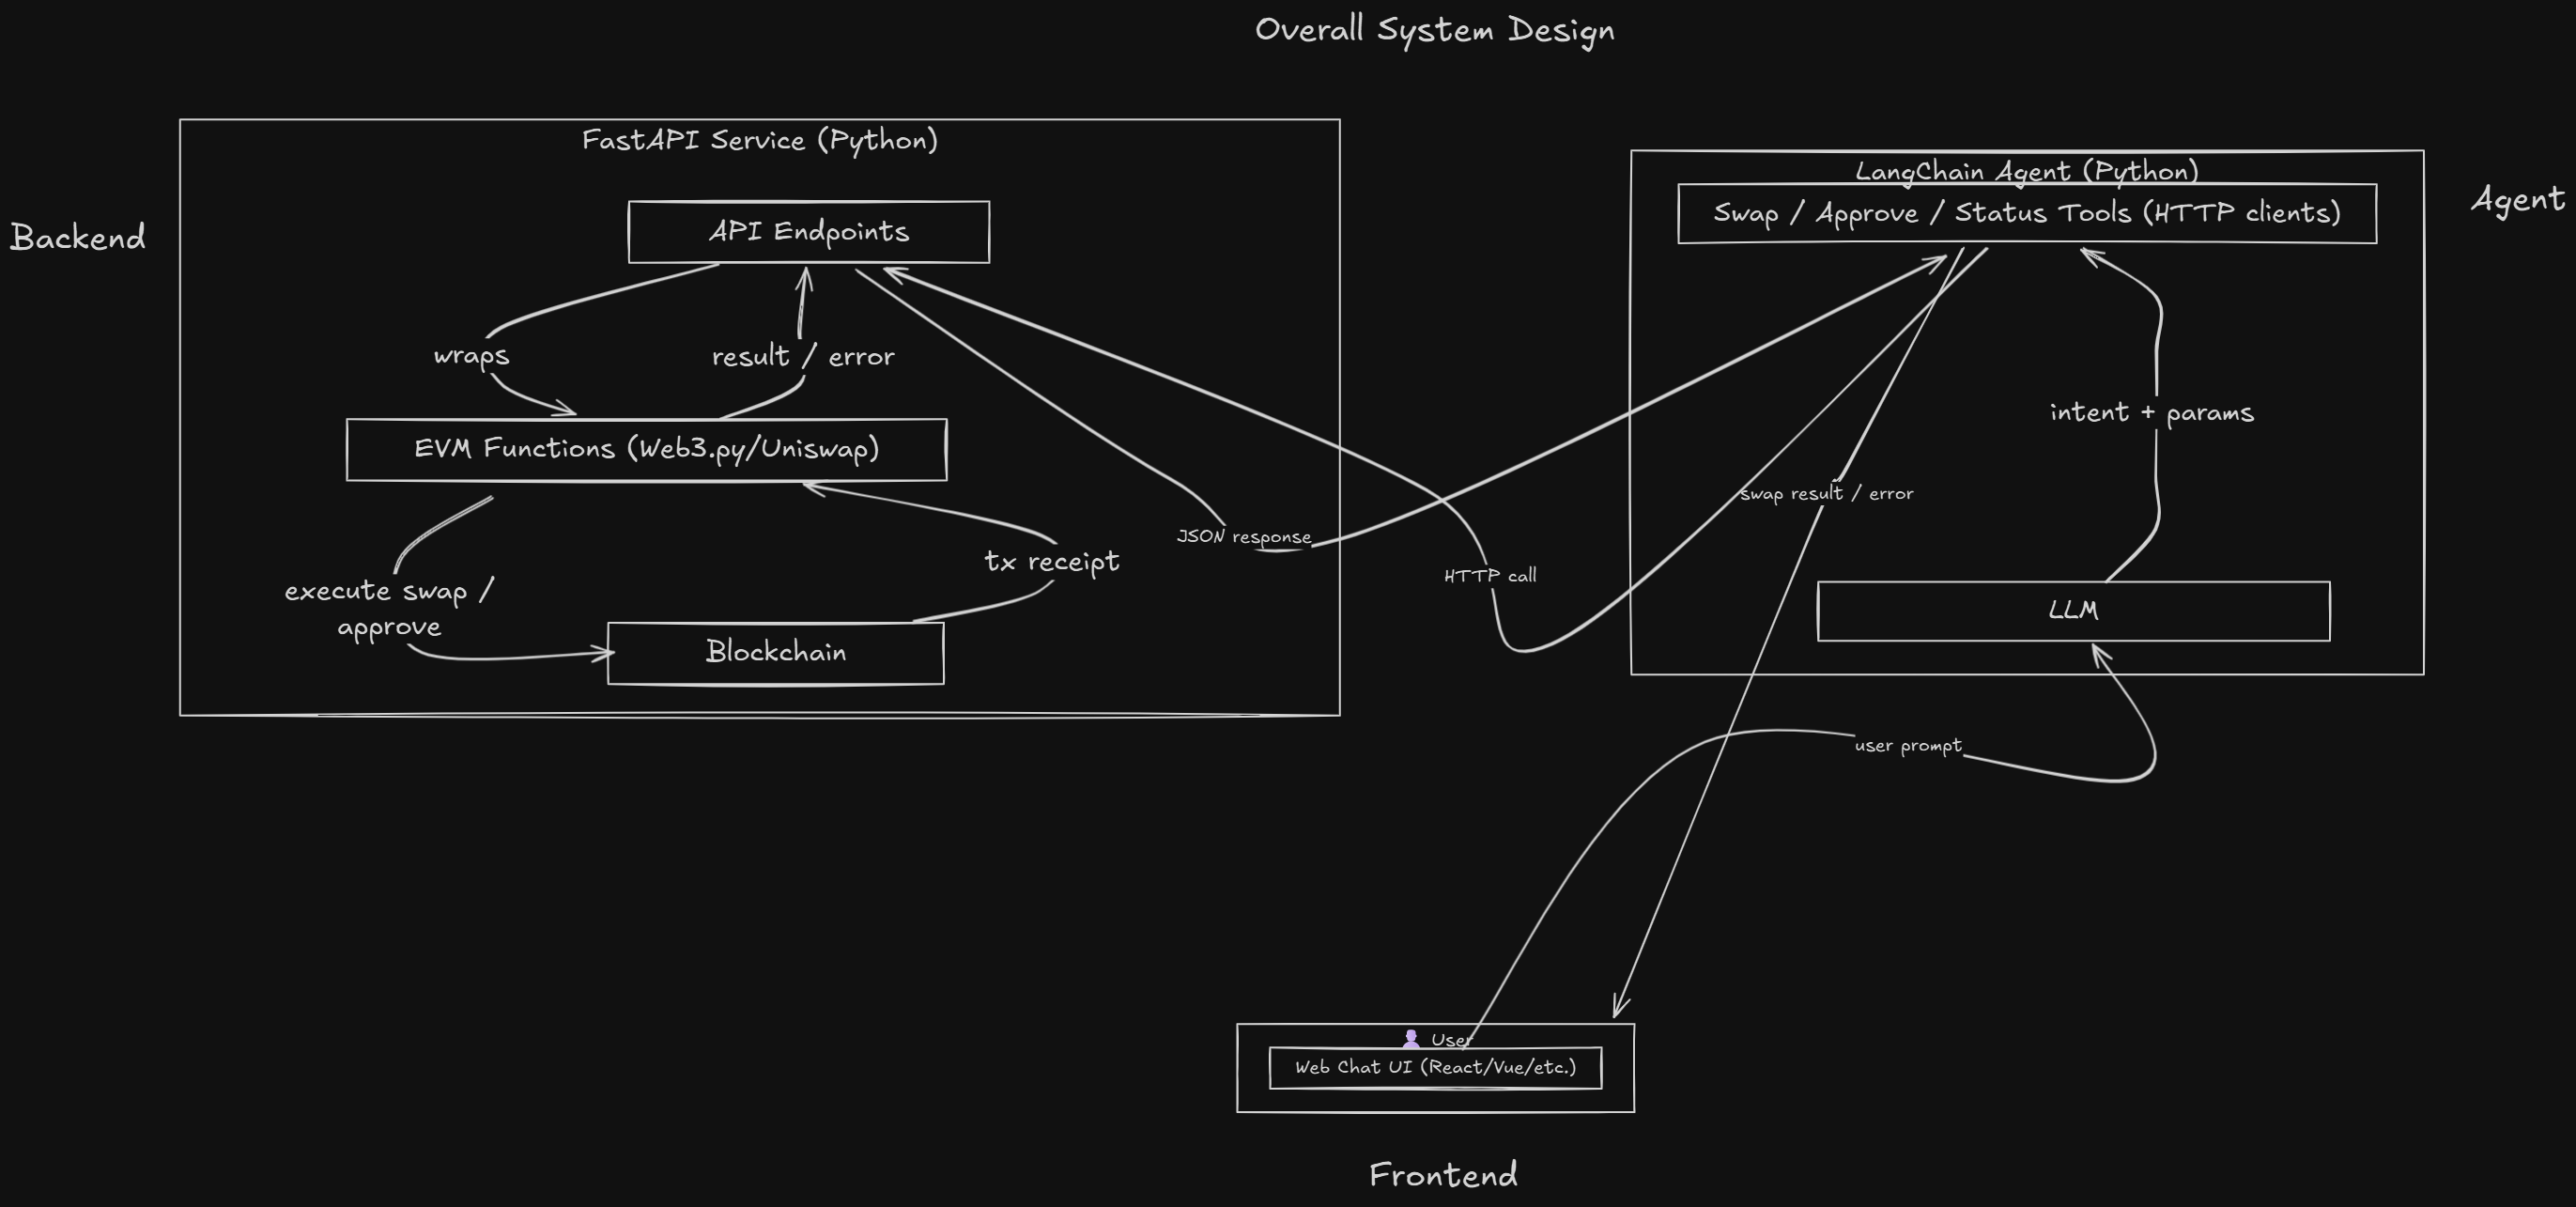 Overall System Design
Backend
FastAPI Service (Python)
API Endpoints
wraps
result / error
EVM Functions (Web3.py/Uniswap)
execute swap /
approve
tx receipt
Blockchain
JSON response
HTTP call
Agent
LangChain Agent (Python)
Swap / Approve / Status Tools (HTTP clients)
intent + params
swap result / error
LLM
user prompt
User
Web Chat UI (React/Vue/etc.)
Frontend